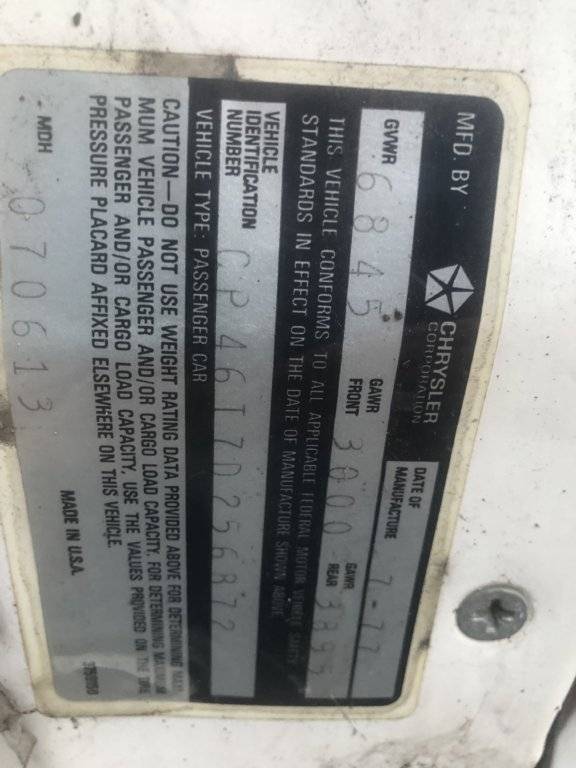 MFD. BY CHRYSLER CORPORATION DATE OF MANUFACTURE 7-77
GVWR 6845 GAWR FRONT 3000 GAWR REAR
THIS VEHICLE CONFORMS TO ALL APPLICABLE FEDERAL MOTOR VEHICLE SAFETY
STANDARDS IN EFFECT ON THE DATE OF MANUFACTURE SHOWN ABOVE
VEHICLE IDENTIFICATION NUMBER CP46T7D256872
VEHICLE TYPE: PASSENGER CAR
CAUTION—DO NOT USE WEIGHT RATING DATA PROVIDED ABOVE FOR DETERMINING MAXI-
MUM VEHICLE PASSENGER AND/OR CARGO LOAD CAPACITY. FOR DETERMINING MAXIMUM
PASSENGER AND/OR CARGO LOAD CAPACITY, USE THE VALUES PROVIDED ON THE TIRE
PRESSURE PLACARD AFFIXED ELSEWHERE ON THIS VEHICLE.
MADE IN U.S.A.
MDH 070613